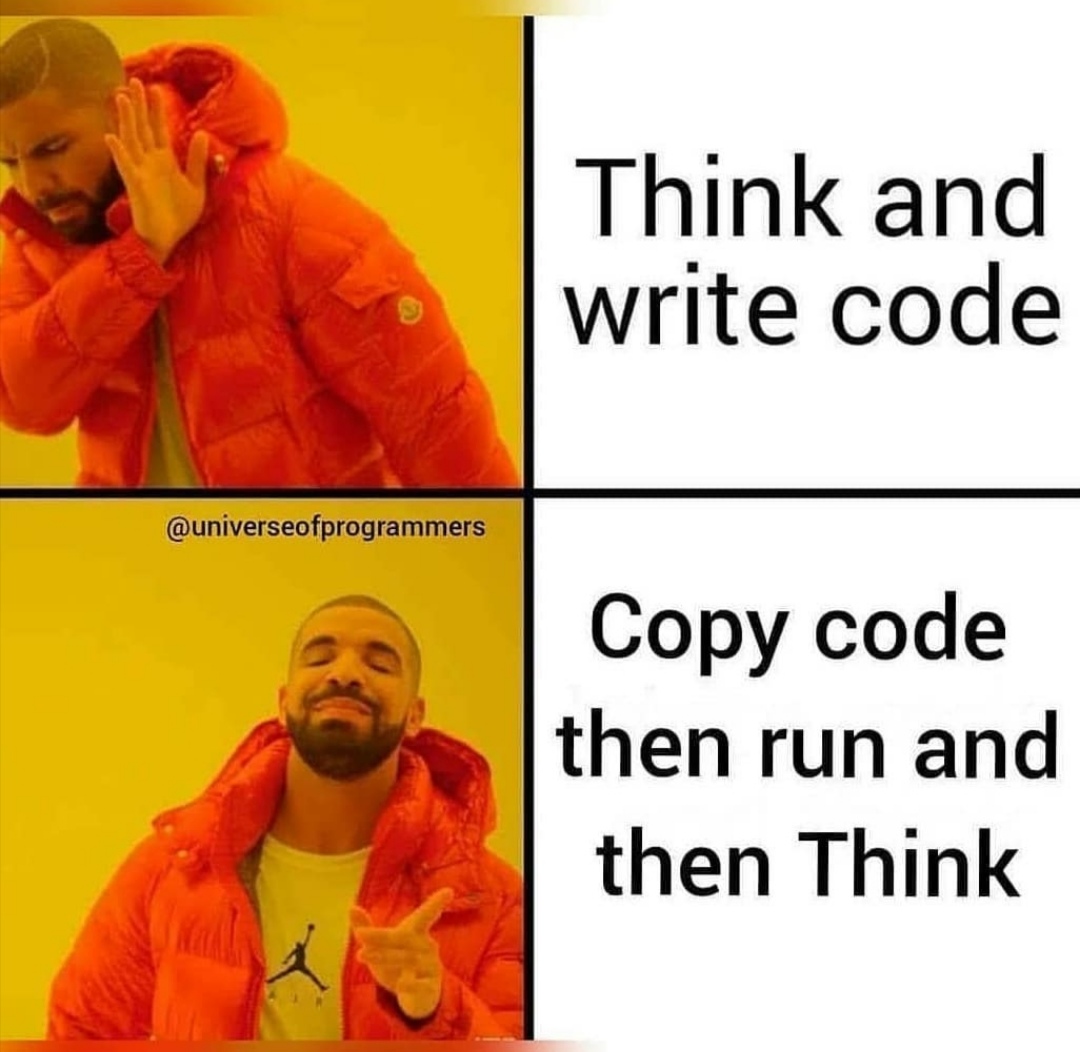 Think and
write code
@universeofprogrammers
Copy code
then run and
then Think